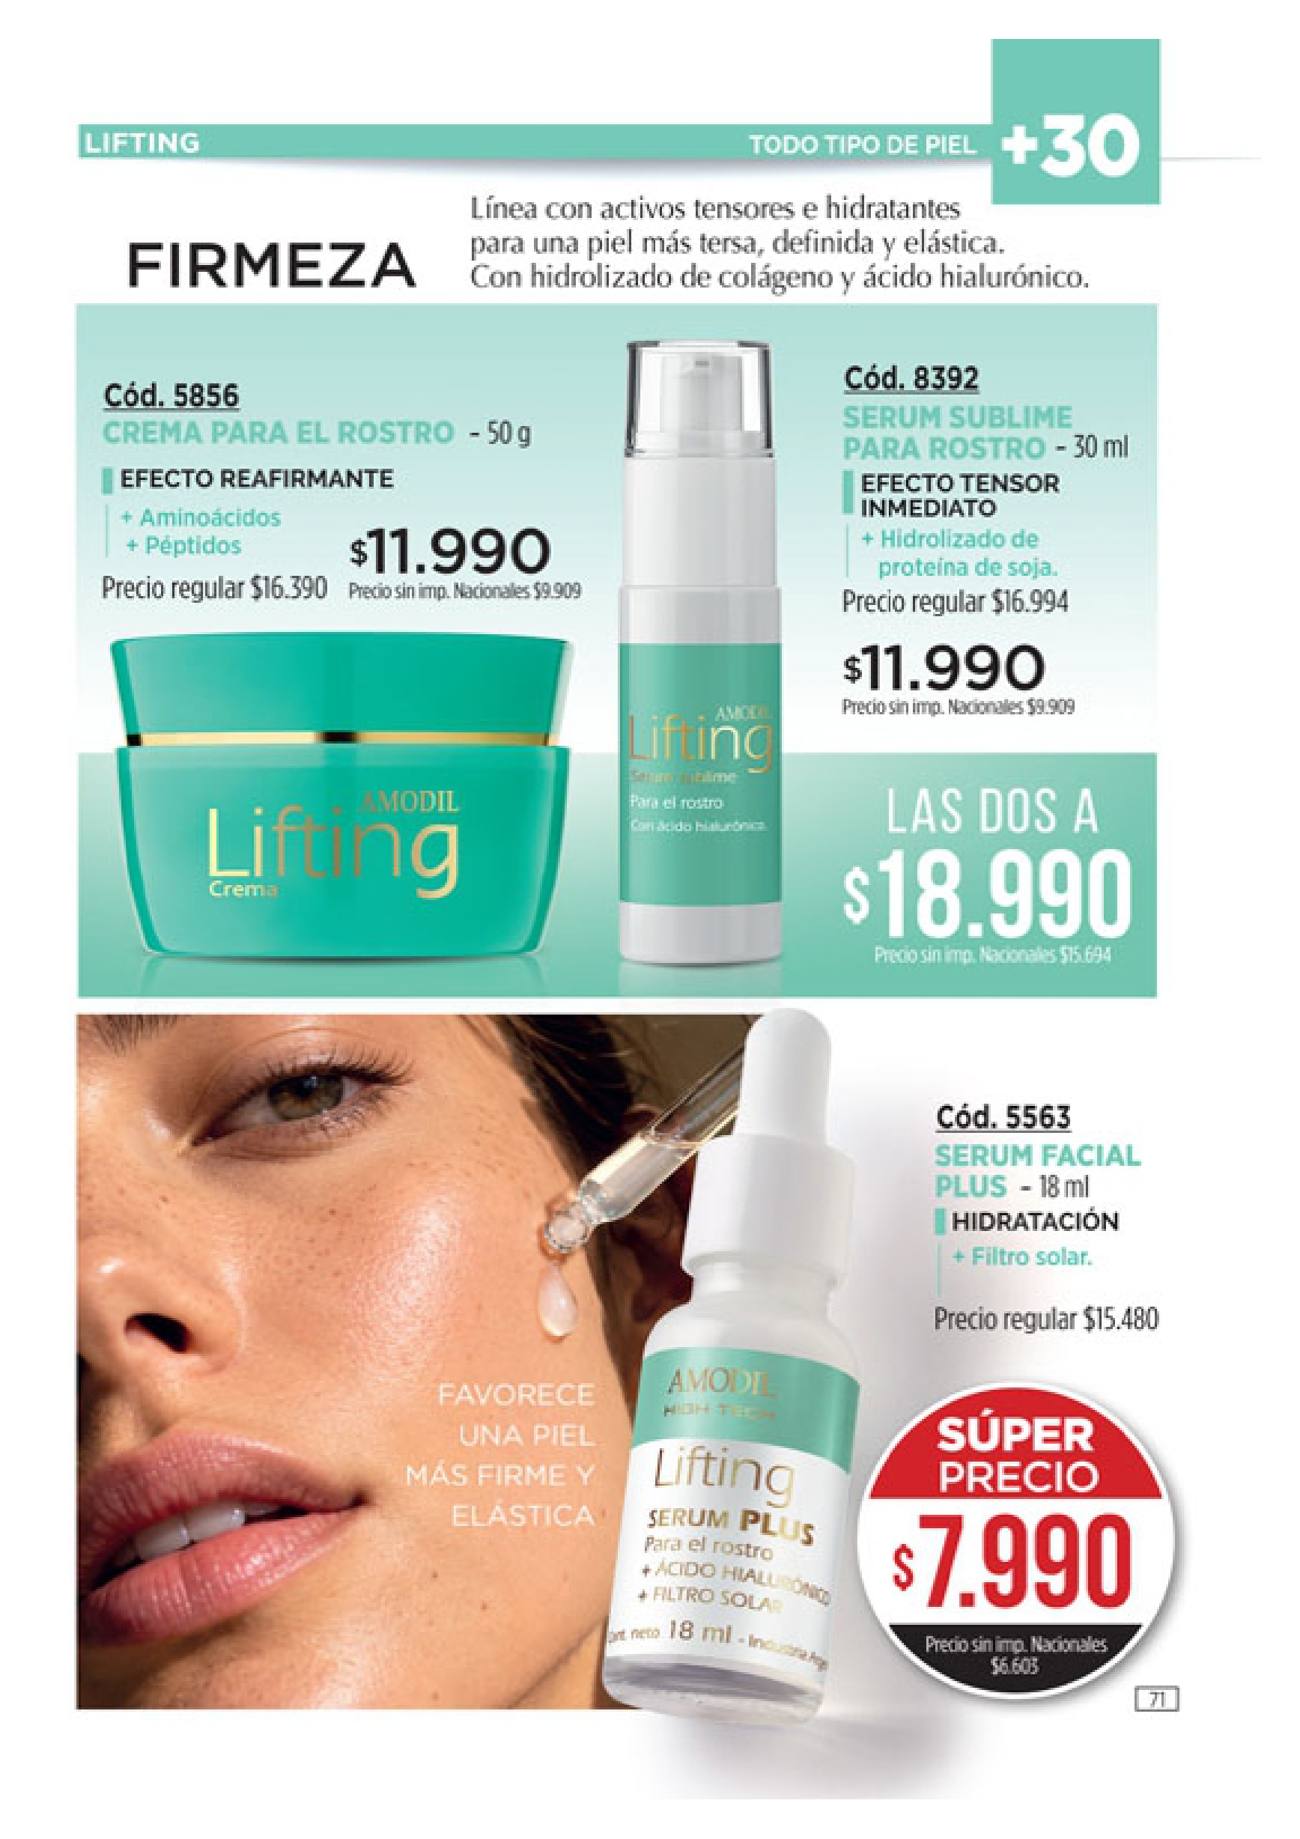 LIFTING
TODO TIPO DE PIEL
+30
FIRMEZA
Línea con activos tensores e hidratantes
para una piel más tersa, definida y elástica.
Con hidrolizado de colágeno y ácido hialurónico.
Cód. 5856
CREMA PARA EL ROSTRO - 50 g
EFECTO REAFIRMANTE
+ Aminoácidos
+ Péptidos
Precio regular $16.390
$11.990
Precio sin imp. Nacionales $9.909
Cód. 8392
SERUM SUBLIME
PARA ROSTRO - 30 ml
EFECTO TENSOR
INMEDIATO
+ Hidrolizado de
proteína de soja.
Precio regular $16.994
$11.990
Precio sin imp. Nacionales $9.909
AMODIL
Lifting
Crema
AMODIL
Lifting
Serum sublime
Para el rostro
Con ácido hialurónico.
LAS DOS A
$18.990
Precio sin imp. Nacionales $15.694
Cód. 5563
SERUM FACIAL
PLUS - 18 ml
HIDRATACIÓN
+ Filtro solar.
Precio regular $15.480
FAVORECE
UNA PIEL
MÁS FIRME Y
ELÁSTICA
AMODIL
HIGH TECH
Lifting
SERUM PLUS
Para el rostro
+ ÁCIDO HIALURÓNICO
+ FILTRO SOLAR
Cont. neto 18 ml - Industria
SÚPER
PRECIO
$7.990
Precio sin imp. Nacionales
$6.603
71